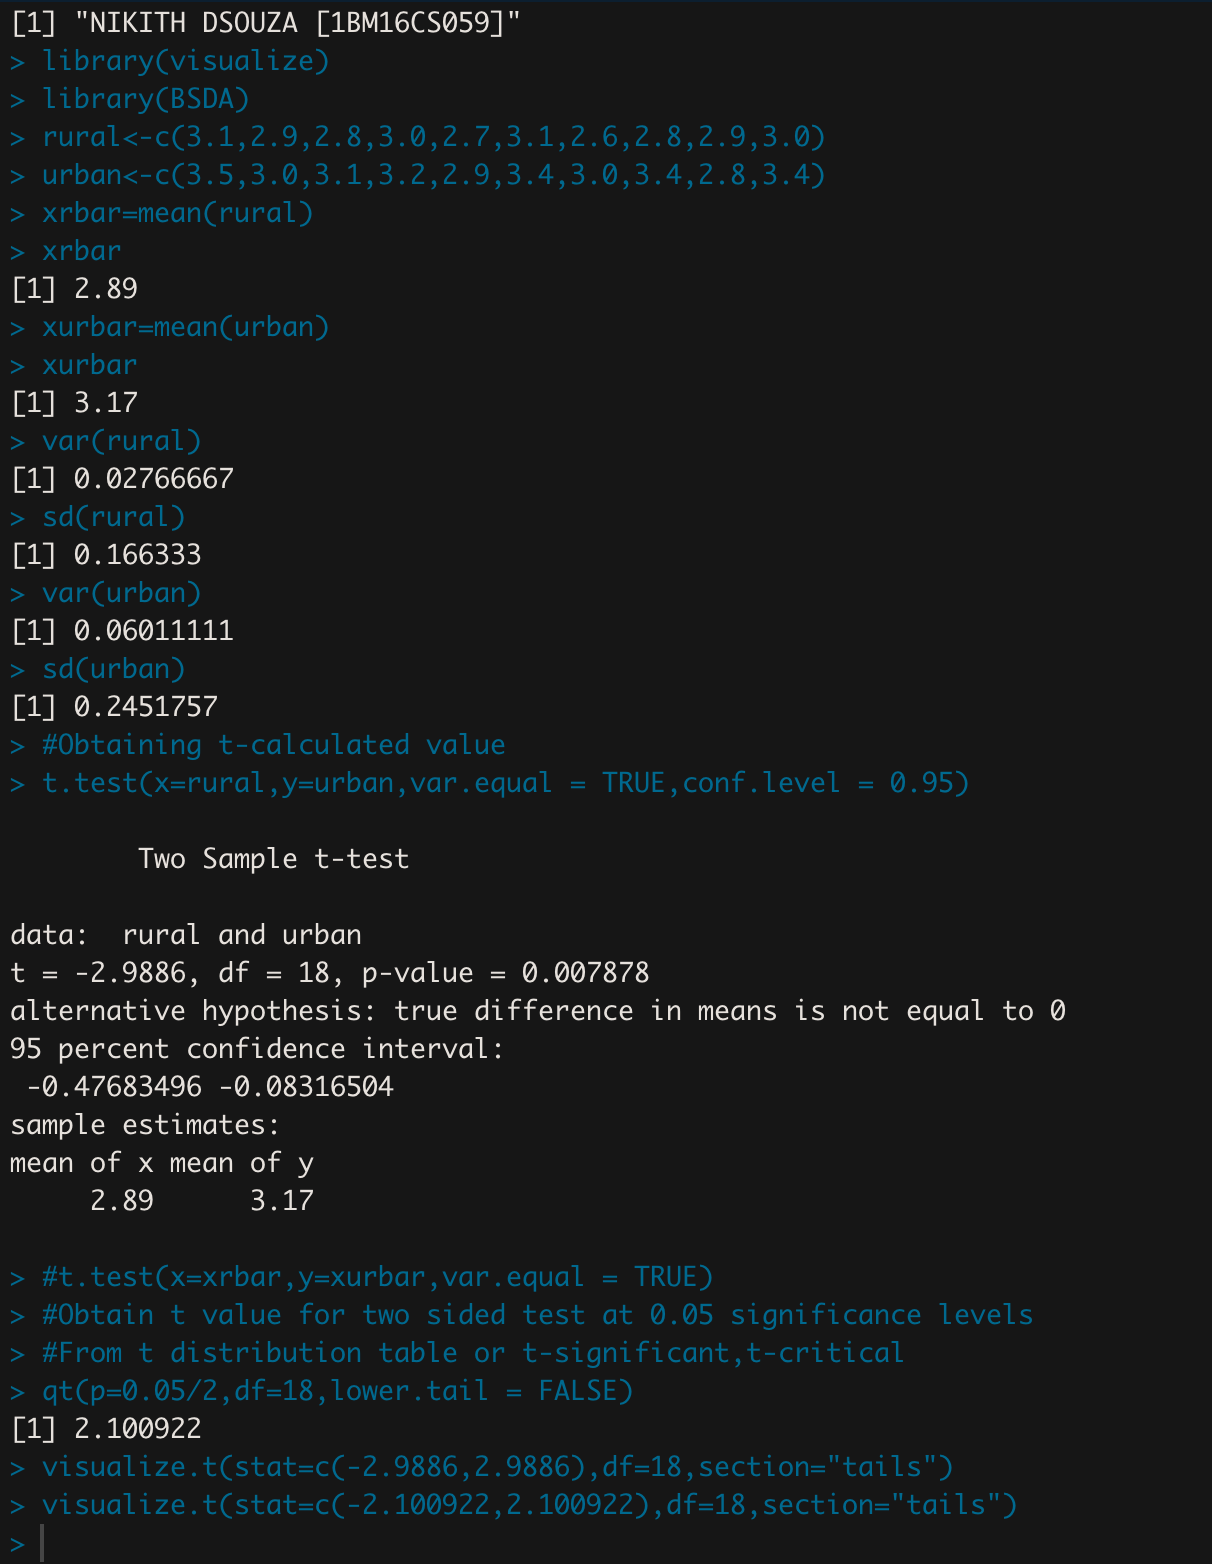 [1] "NIKITH DSOUZA [1BM16CS059]"
> library(visualize)
> library(BSDA)
> rural<-c(3.1,2.9,2.8,3.0,2.7,3.1,2.6,2.8,2.9,3.0)
> urban<-c(3.5,3.0,3.1,3.2,2.9,3.4,3.0,3.4,2.8,3.4)
> xrbar=mean(rural)
> xrbar
[1] 2.89
> xurbar=mean(urban)
> xurbar
[1] 3.17
> var(rural)
[1] 0.02766667
> sd(rural)
[1] 0.166333
> var(urban)
[1] 0.06011111
> sd(urban)
[1] 0.2451757
> #Obtaining t-calculated value
> t.test(x=rural,y=urban,var.equal = TRUE,conf.level = 0.95)
        Two Sample t-test
data:  rural and urban
t = -2.9886, df = 18, p-value = 0.007878
alternative hypothesis: true difference in means is not equal to 0
95 percent confidence interval:
 -0.47683496 -0.08316504
sample estimates:
mean of x mean of y
     2.89      3.17
> #t.test(x=xrbar,y=xurbar,var.equal = TRUE)
> #Obtain t value for two sided test at 0.05 significance levels
> #From t distribution table or t-significant,t-critical
> qt(p=0.05/2,df=18,lower.tail = FALSE)
[1] 2.100922
> visualize.t(stat=c(-2.9886,2.9886),df=18,section="tails")
> visualize.t(stat=c(-2.100922,2.100922),df=18,section="tails")
>